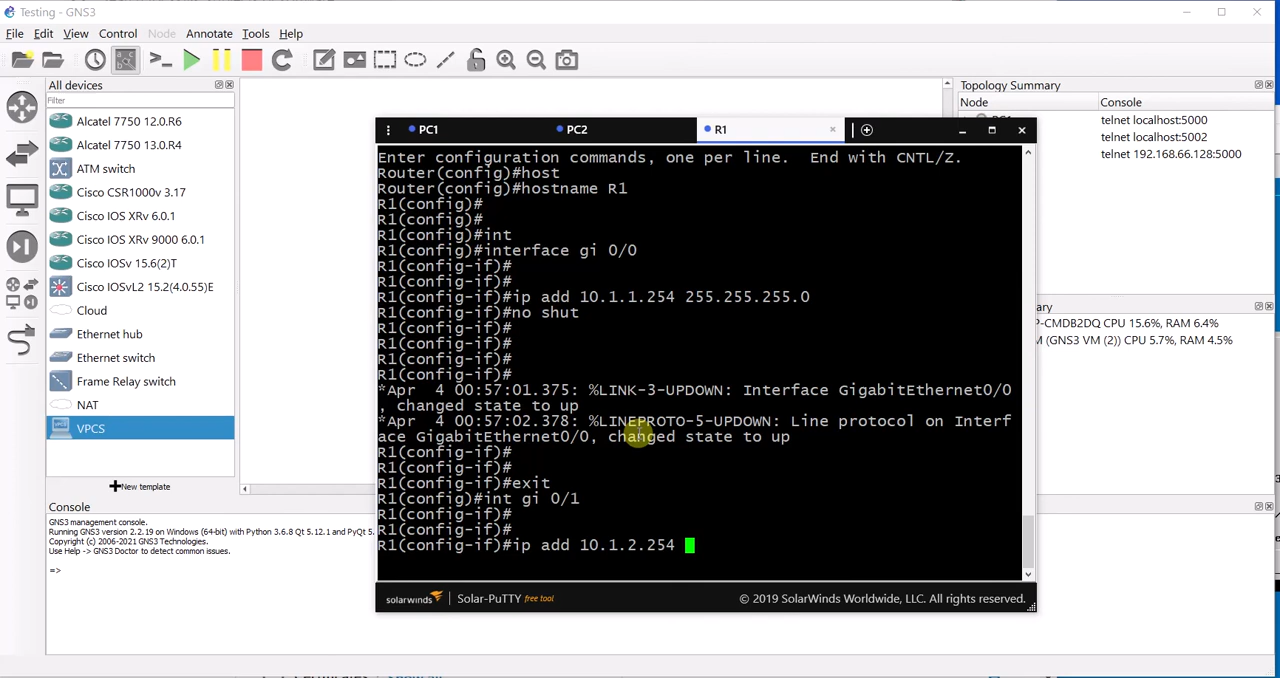 Testing - GNS3
File Edit View Control Node Annotate Tools Help
All devices
Filter
Alcatel 7750 12.0.R6
Alcatel 7750 13.0.R4
ATM switch
Cisco CSR1000v 3.17
Cisco IOS XRv 6.0.1
Cisco IOS XRv 9000 6.0.1
Cisco IOSv 15.6(2)T
Cisco IOSvL2 15.2(4.0.55)E
Cloud
Ethernet hub
Ethernet switch
Frame Relay switch
NAT
VPCS
New template
PC1 PC2 R1
Enter configuration commands, one per line.  End with CNTL/Z.
Router(config)#host
Router(config)#hostname R1
R1(config)#
R1(config)#
R1(config)#int
R1(config)#interface gi 0/0
R1(config-if)#
R1(config-if)#
R1(config-if)#ip add 10.1.1.254 255.255.255.0
R1(config-if)#no shut
R1(config-if)#
R1(config-if)#
R1(config-if)#
R1(config-if)#
*Apr  4 00:57:01.375: %LINK-3-UPDOWN: Interface GigabitEthernet0/0
, changed state to up
*Apr  4 00:57:02.378: %LINEPROTO-5-UPDOWN: Line protocol on Interf
ace GigabitEthernet0/0, changed state to up
R1(config-if)#
R1(config-if)#
R1(config-if)#exit
R1(config)#int gi 0/1
R1(config-if)#
R1(config-if)#
R1(config-if)#ip add 10.1.2.254
solarwinds Solar-PuTTY free tool © 2019 SolarWinds Worldwide, LLC. All rights reserved.
Topology Summary
Node Console
telnet localhost:5000
telnet localhost:5002
telnet 192.168.66.128:5000
P-CMDB2DQ CPU 15.6%, RAM 6.4%
(GNS3 VM (2)) CPU 5.7%, RAM 4.5%
Console
GNS3 management console.
Running GNS3 version 2.2.19 on Windows (64-bit) with Python 3.6.8 Qt 5.12.1 and PyQt 5.
Copyright (c) 2006-2021 GNS3 Technologies.
Use Help -> GNS3 Doctor to detect common issues.
=>